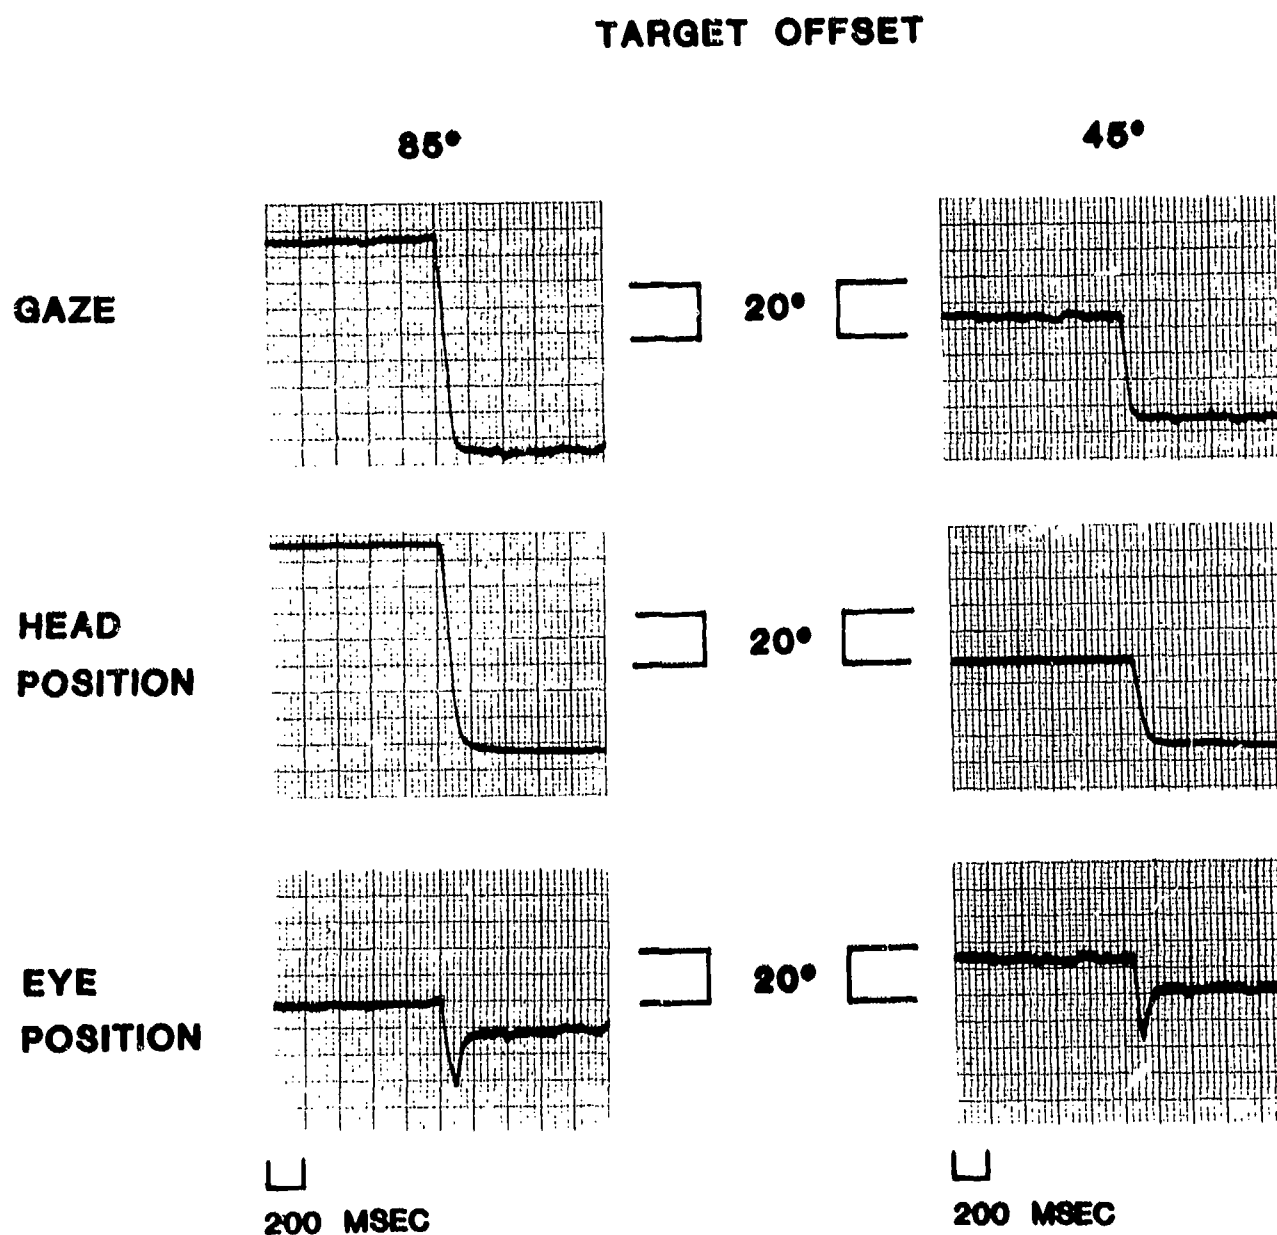 TARGET OFFSET
85° 45°
GAZE 20°
HEAD
POSITION 20°
EYE
POSITION 20°
200 MSEC 200 MSEC